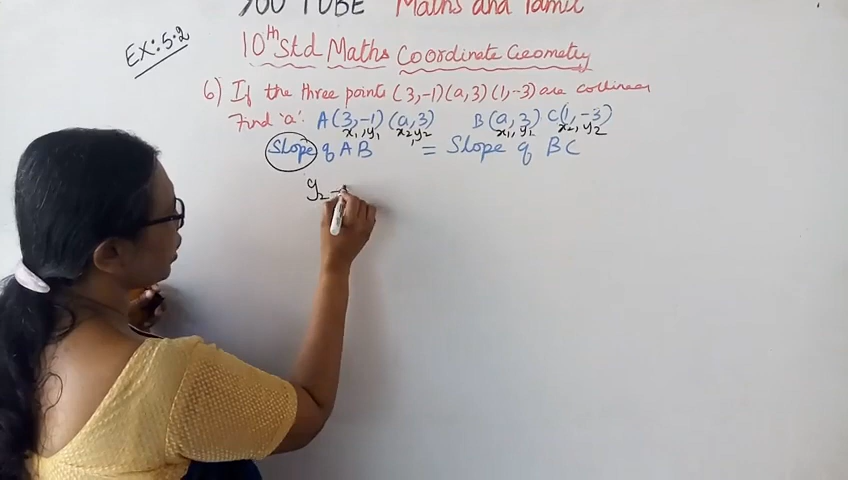 YOU TUBE Maths and Tamil
EX:5.2
10th Std Maths Coordinate Geometry
6) If the three points (3,-1) (a,3) (1,-3) are collinear
Find 'a'. A(3,-1) (a,3) B(a,3) C(1,-3)
x₁,y₁ x₂,y₂ x₁,y₁ x₂,y₂
Slope of AB = Slope of BC
y₂-